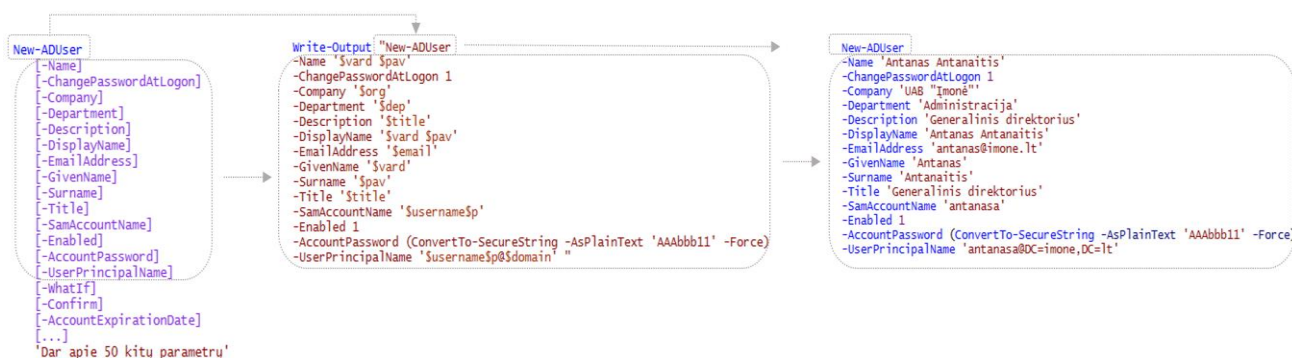 New-ADUser
[-Name]
[-ChangePasswordAtLogon]
[-Company]
[-Department]
[-Description]
[-DisplayName]
[-EmailAddress]
[-GivenName]
[-Surname]
[-Title]
[-SamAccountName]
[-Enabled]
[-AccountPassword]
[-UserPrincipalName]
[-WhatIf]
[-Confirm]
[-AccountExpirationDate]
[...]
'Dar apie 50 kitu parametru'
Write-Output "New-ADUser
-Name '$vard $pav'
-ChangePasswordAtLogon 1
-Company '$org'
-Department '$dep'
-Description '$title'
-DisplayName '$vard $pav'
-EmailAddress '$email'
-GivenName '$vard'
-Surname '$pav'
-Title '$title'
-SamAccountName '$username$p'
-Enabled 1
-AccountPassword (ConvertTo-SecureString -AsPlainText 'AAAbbb11' -Force)
-UserPrincipalName '$username$p@$domain' "
New-ADUser
-Name 'Antanas Antanaitis'
-ChangePasswordAtLogon 1
-Company 'UAB "Įmonė"'
-Department 'Administracija'
-Description 'Generalinis direktorius'
-DisplayName 'Antanas Antanaitis'
-EmailAddress 'antanas@imone.lt'
-GivenName 'Antanas'
-Surname 'Antanaitis'
-Title 'Generalinis direktorius'
-SamAccountName 'antanasa'
-Enabled 1
-AccountPassword (ConvertTo-SecureString -AsPlainText 'AAAbbb11' -Force)
-UserPrincipalName 'antanasa@DC=imone,DC=lt'